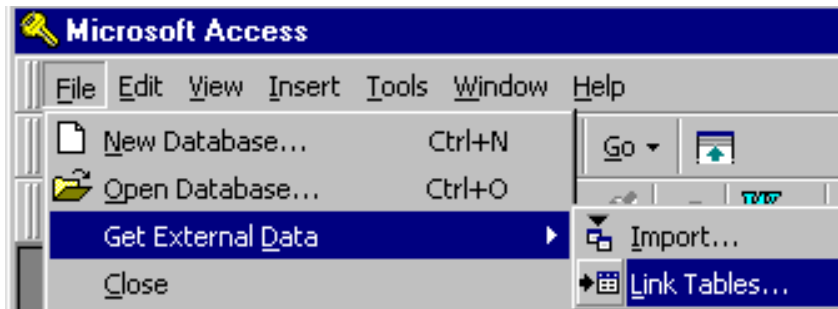 Microsoft Access
File Edit View Insert Tools Window Help
New Database... Ctrl+N
Go
Open Database... Ctrl+O
Get External Data
Import...
Close
Link Tables...